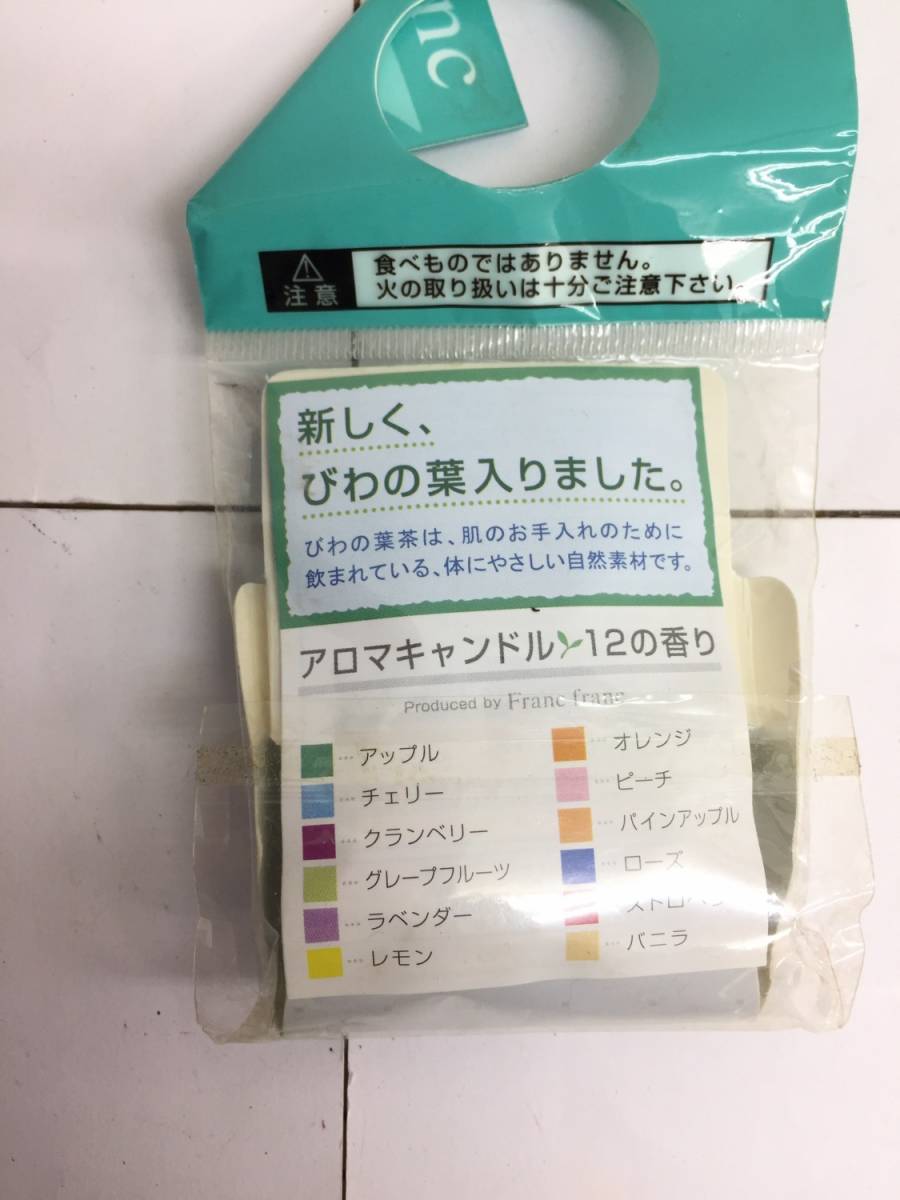 nc
注意
食べものではありません。
火の取り扱いは十分ご注意下さい。
新しく、
びわの葉入りました。
びわの葉茶は、肌のお手入れのために
飲まれている、体にやさしい自然素材です。
アロマキャンドル 12の香り
Produced by Franc franc
…アップル
…チェリー
…クランベリー
…グレープフルーツ
…ラベンダー
…レモン
…オレンジ
…ピーチ
…パインアップル
…ローズ
…バニラ